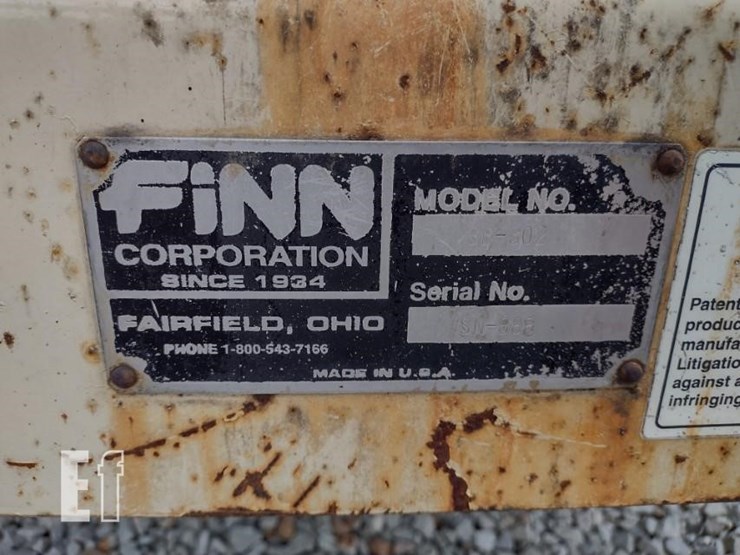 FINN
CORPORATION
SINCE 1934
FAIRFIELD, OHIO
PHONE 1-800-543-7166
MODEL NO.
Serial No.
MADE IN U.S.A.
Patent
produc
manufa
Litigatio
against a
infringing
Ef